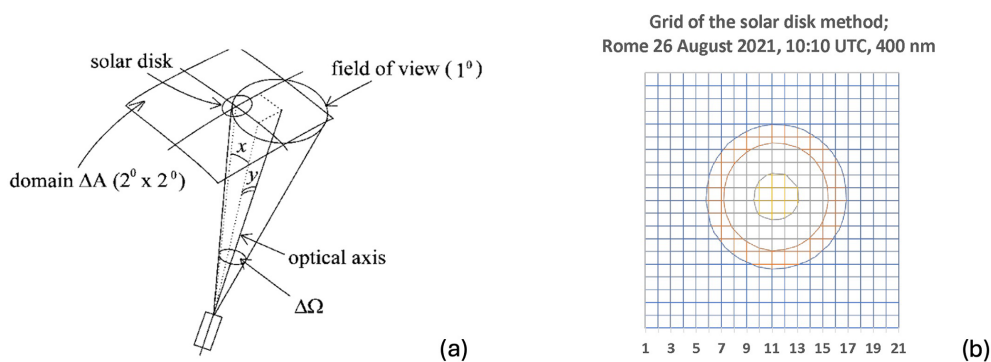 solar disk
field of view (1⁰)
x
y
domain ΔA (2⁰ x 2⁰)
optical axis
ΔΩ
(a)
Grid of the solar disk method;
Rome 26 August 2021, 10:10 UTC, 400 nm
1 3 5 7 9 11 13 15 17 19 21
(b)